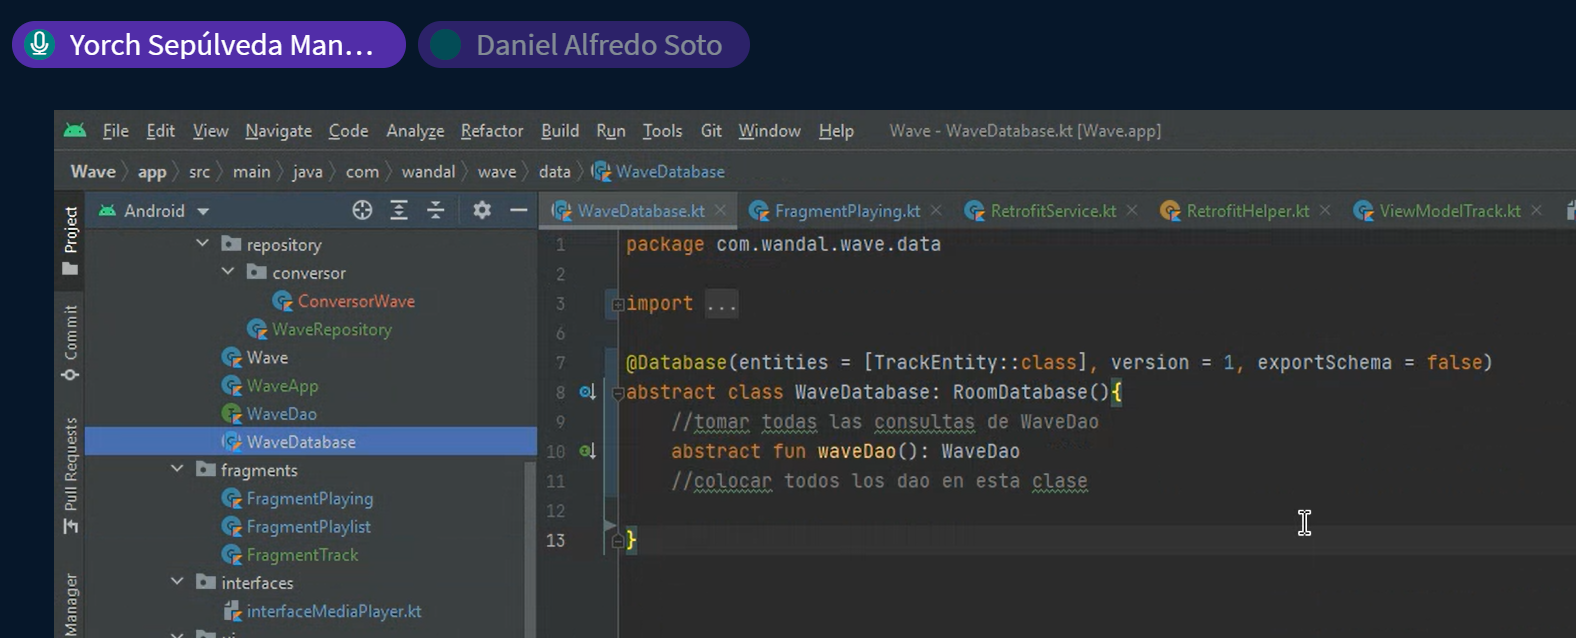 Yorch Sepúlveda Man...
Daniel Alfredo Soto
File Edit View Navigate Code Analyze Refactor Build Run Tools Git Window Help Wave - WaveDatabase.kt [Wave.app]
Wave app src main java com wandal wave data WaveDatabase
Project
Commit
Pull Requests
Manager
Android
repository
conversor
ConversorWave
WaveRepository
Wave
WaveApp
WaveDao
WaveDatabase
fragments
FragmentPlaying
FragmentPlaylist
FragmentTrack
interfaces
interfaceMediaPlayer.kt
WaveDatabase.kt FragmentPlaying.kt RetrofitService.kt RetrofitHelper.kt ViewModelTrack.kt
1 package com.wandal.wave.data
2
3 import ...
6
7 @Database(entities = [TrackEntity::class], version = 1, exportSchema = false)
8 abstract class WaveDatabase: RoomDatabase(){
9 //tomar todas las consultas de WaveDao
10 abstract fun waveDao(): WaveDao
11 //colocar todos los dao en esta clase
12
13 }